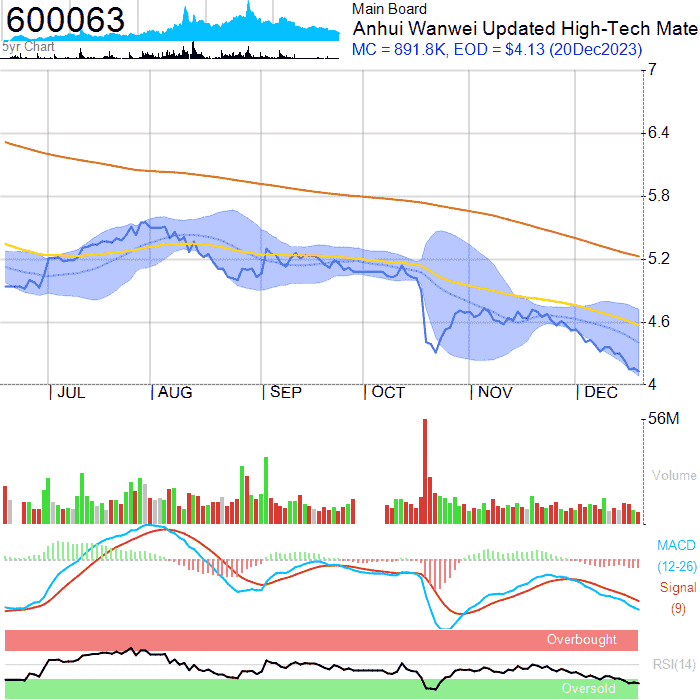 600063
5yr Chart
Main Board
Anhui Wanwei Updated High-Tech Mate
MC = 891.8K, EOD = $4.13 (20Dec2023)
7
6.4
5.8
5.2
4.6
4
JUL AUG SEP OCT NOV DEC
56M
Volume
MACD
(12-26)
Signal
(9)
Overbought
RSI(14)
Oversold